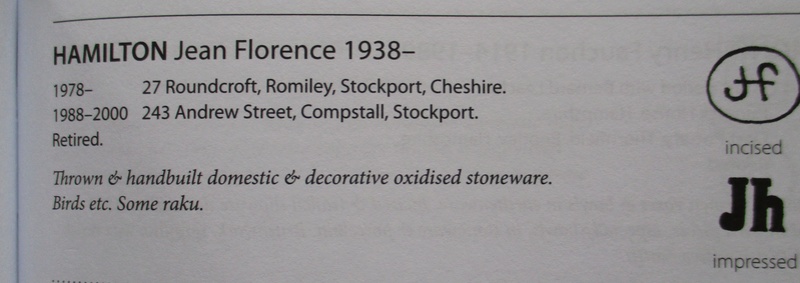 HAMILTON Jean Florence 1938–
1978– 27 Roundcroft, Romiley, Stockport, Cheshire.
1988–2000 243 Andrew Street, Compstall, Stockport.
Retired.
Thrown & handbuilt domestic & decorative oxidised stoneware.
Birds etc. Some raku.
incised
Jh
impressed